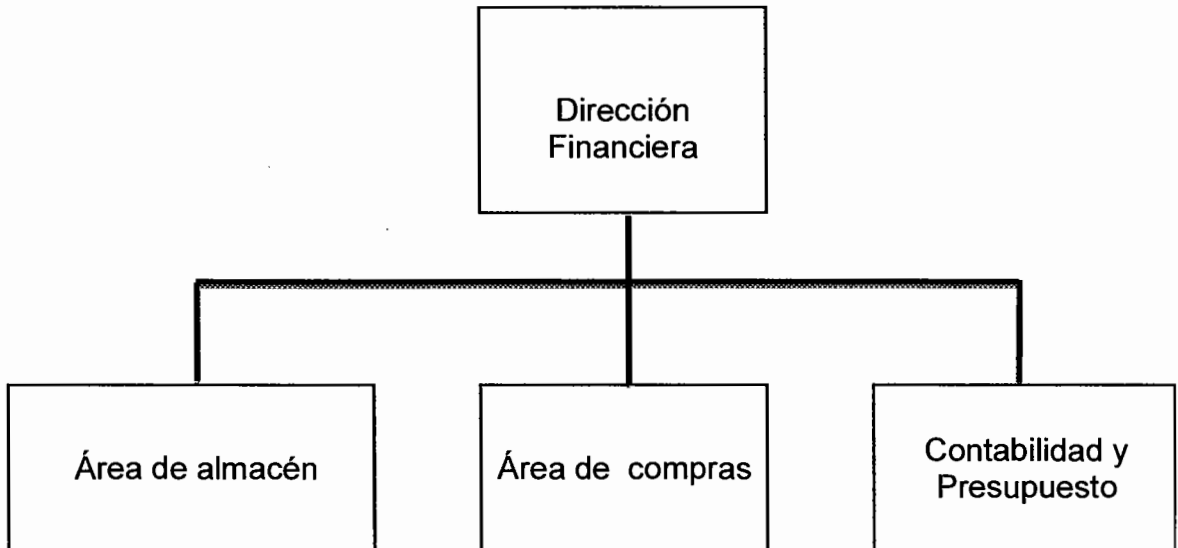 Dirección
Financiera
Área de almacén
Área de compras
Contabilidad y
Presupuesto